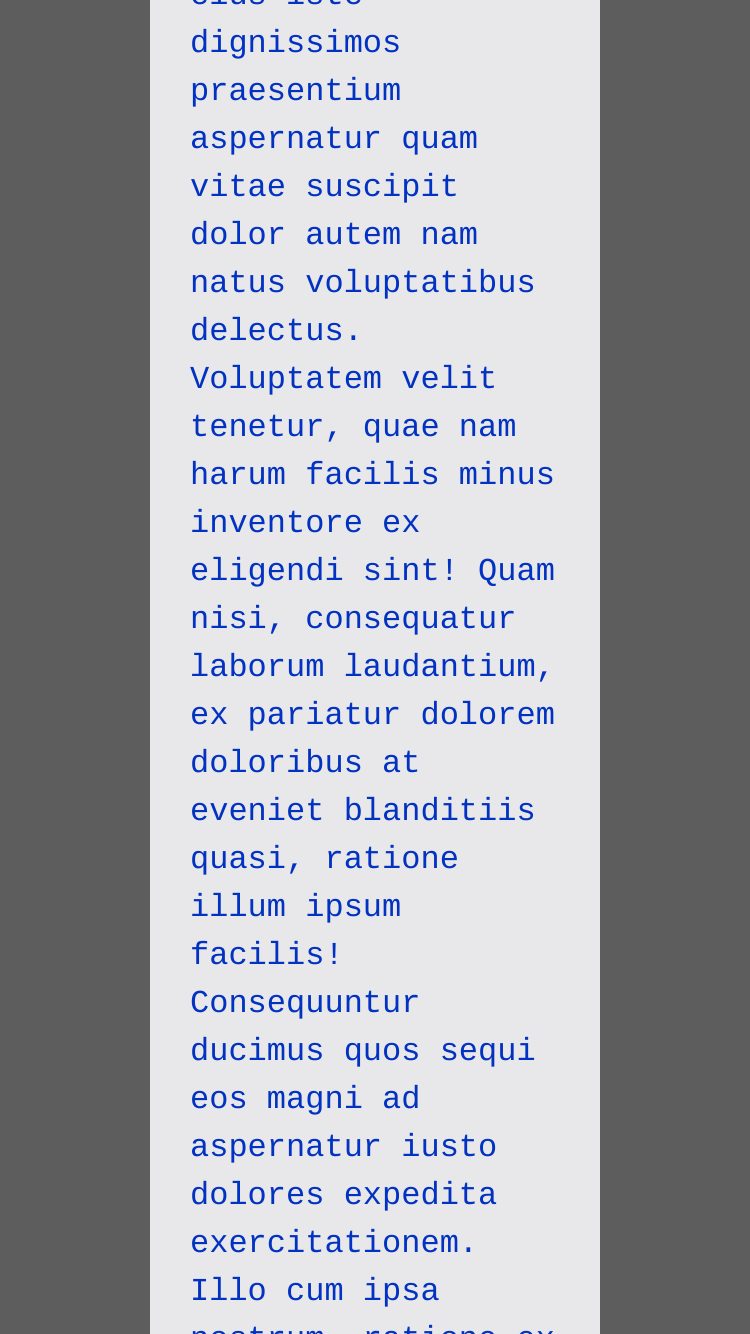 dignissimos
praesentium
aspernatur quam
vitae suscipit
dolor autem nam
natus voluptatibus
delectus.
Voluptatem velit
tenetur, quae nam
harum facilis minus
inventore ex
eligendi sint! Quam
nisi, consequatur
laborum laudantium,
ex pariatur dolorem
doloribus at
eveniet blanditiis
quasi, ratione
illum ipsum
facilis!
Consequuntur
ducimus quos sequi
eos magni ad
aspernatur iusto
dolores expedita
exercitationem.
Illo cum ipsa